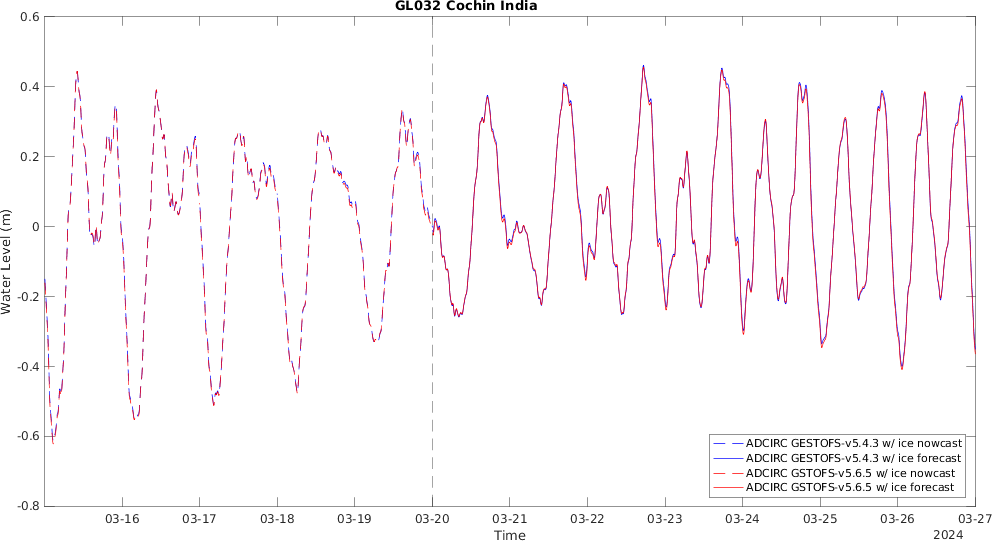 GL032 Cochin India
0.6
0.4
0.2
0
-0.2
-0.4
-0.6
-0.8
Water Level (m)
ADCIRC GESTOFS-v5.4.3 w/ ice nowcast
ADCIRC GESTOFS-v5.4.3 w/ ice forecast
ADCIRC GSTOFS-v5.6.5 w/ ice nowcast
ADCIRC GSTOFS-v5.6.5 w/ ice forecast
03-16 03-17 03-18 03-19 03-20 03-21 03-22 03-23 03-24 03-25 03-26 03-27
Time
2024